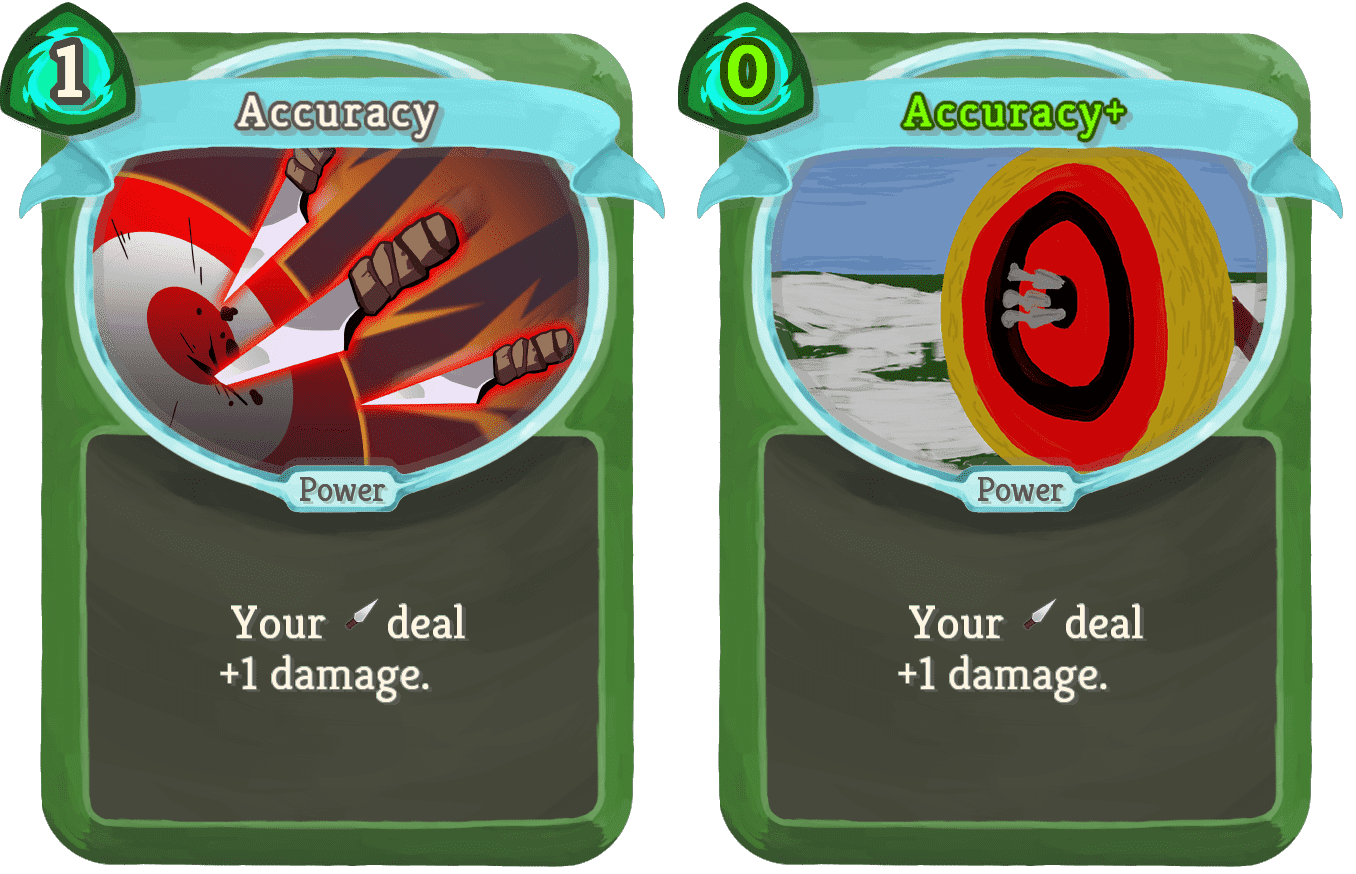 1
Accuracy
Power
Your deal
+1 damage.
0
Accuracy+
Power
Your deal
+1 damage.